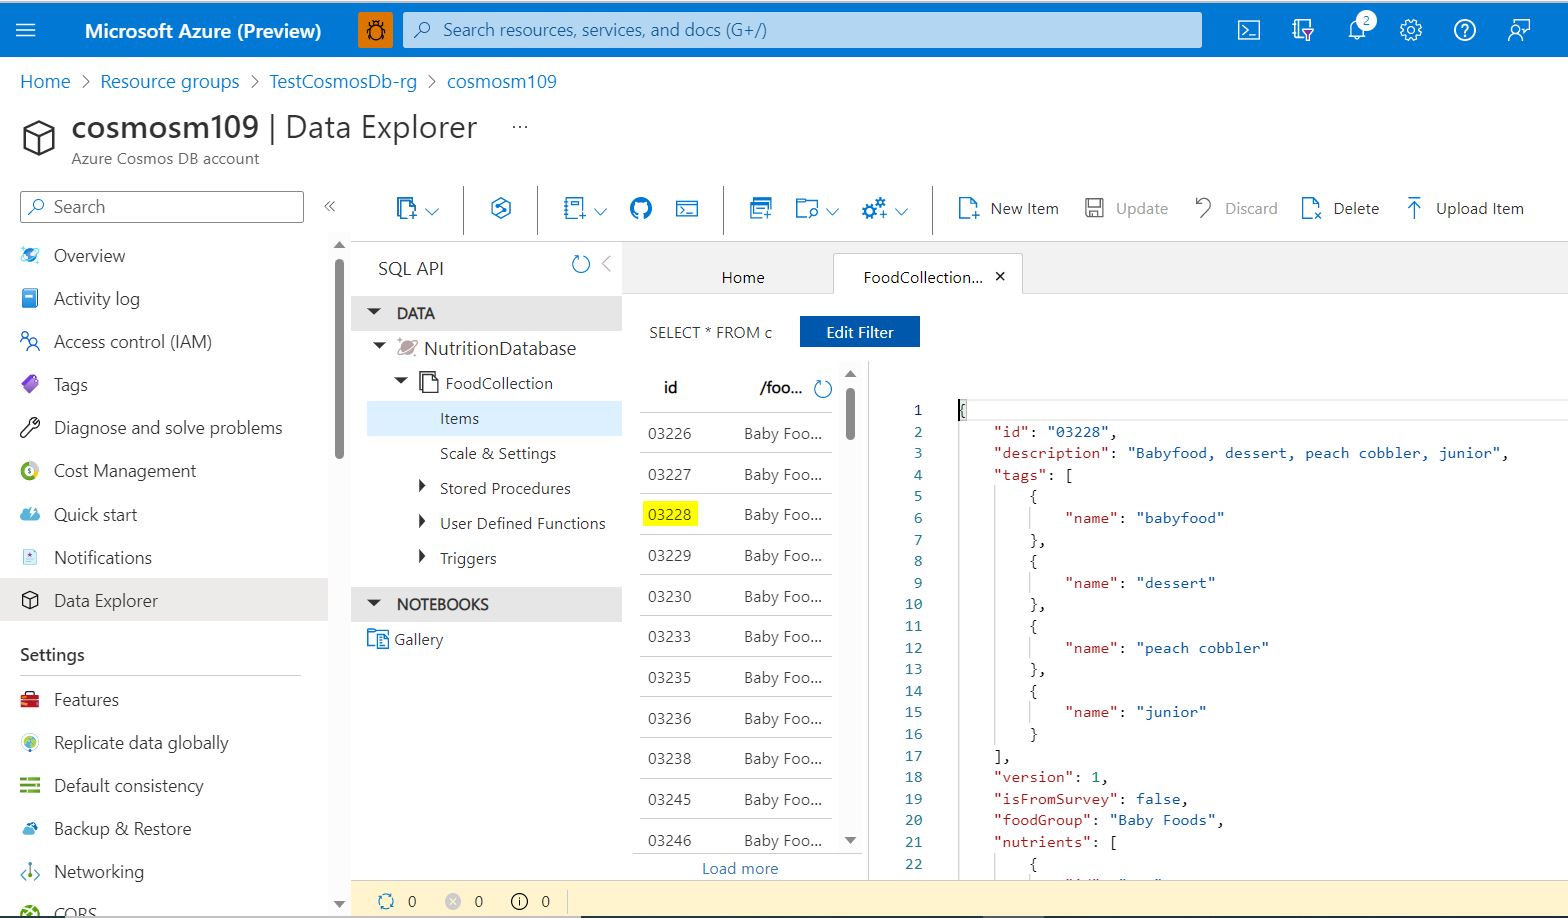 Microsoft Azure (Preview)
Search resources, services, and docs (G+/)
2
Home > Resource groups > TestCosmosDb-rg > cosmosm109
cosmosm109 | Data Explorer ...
Azure Cosmos DB account
Search
«
Overview
Activity log
Access control (IAM)
Tags
Diagnose and solve problems
Cost Management
Quick start
Notifications
Data Explorer
Settings
Features
Replicate data globally
Default consistency
Backup & Restore
Networking
CORS
New Item
Update
Discard
Delete
Upload Item
SQL API
DATA
NutritionDatabase
FoodCollection
Items
Scale & Settings
Stored Procedures
User Defined Functions
Triggers
NOTEBOOKS
Gallery
Home
FoodCollection...
SELECT * FROM c
Edit Filter
id /foo...
03226 Baby Foo...
03227 Baby Foo...
03228 Baby Foo...
03229 Baby Foo...
03230 Baby Foo...
03233 Baby Foo...
03235 Baby Foo...
03236 Baby Foo...
03238 Baby Foo...
03245 Baby Foo...
03246 Baby Foo...
Load more
1 {
2 "id": "03228",
3 "description": "Babyfood, dessert, peach cobbler, junior",
4 "tags": [
5 {
6 "name": "babyfood"
7 },
8 {
9 "name": "dessert"
10 },
11 {
12 "name": "peach cobbler"
13 },
14 {
15 "name": "junior"
16 }
17 ],
18 "version": 1,
19 "isFromSurvey": false,
20 "foodGroup": "Baby Foods",
21 "nutrients": [
22 {
0 0 0